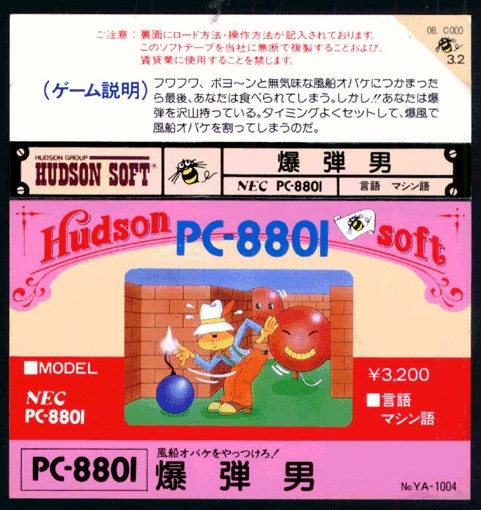 ご注意：裏面にロード方法・操作方法が記入されております。
このソフトテープを当社に無断で複製することおよび、
賃貸業に使用することを禁じます。
08. C000
3.2
(ゲーム説明)
フワフワ、ボヨ〜ンと無気味な風船オバケにつかまった
ら最後、あなたは食べられてしまう。しかし!!あなたは爆
弾を沢山持っている。タイミングよくセットして、爆風で
風船オバケを割ってしまうのだ。
HUDSON GROUP
HUDSON SOFT®
爆弾男
NEC PC-8801
言語 マシン語
Hudson soft
PC-8801
■MODEL
NEC
PC-8801
¥3,200
■言語
マシン語
PC-8801
風船オバケをやっつけろ！
爆弾男
No.YA-1004